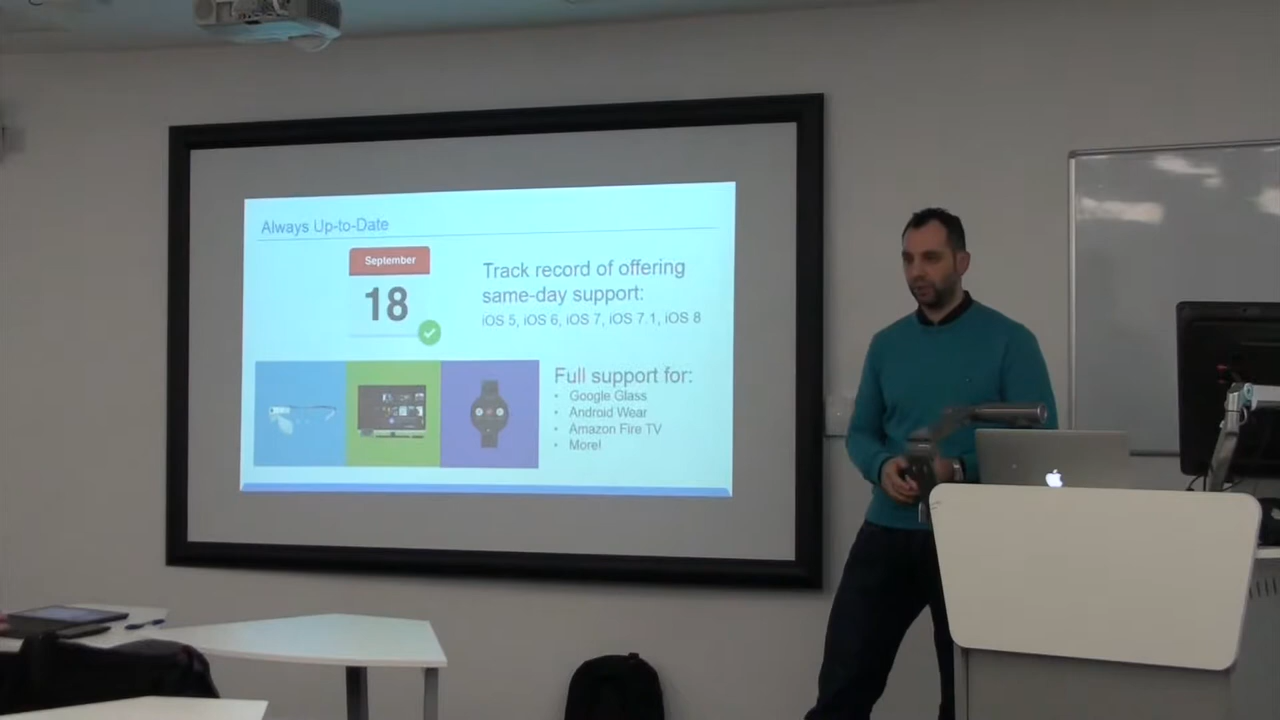 Always Up-to-Date
September
18
Track record of offering
same-day support:
iOS 5, iOS 6, iOS 7, iOS 7.1, iOS 8
Full support for:
• Google Glass
• Android Wear
• Amazon Fire TV
• More!